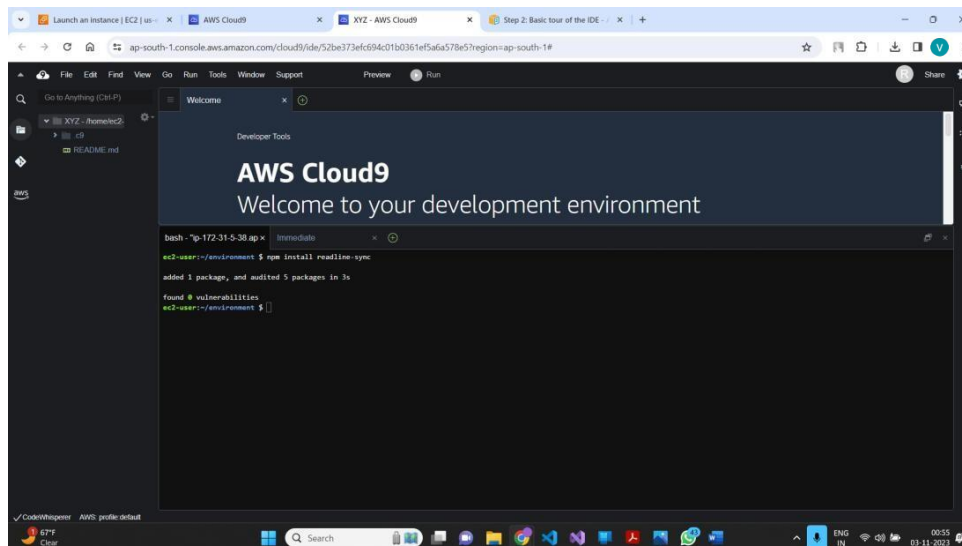 Launch an instance | EC2 | us- AWS Cloud9 XYZ - AWS Cloud9 Step 2: Basic tour of the IDE - 
ap-south-1.console.aws.amazon.com/cloud9/ide/52be373efc694c01b0361ef5a6a578e5?region=ap-south-1#
V
File Edit Find View Go Run Tools Window Support Preview Run R Share
Go to Anything (Ctrl-P)
Welcome
XYZ - /home/ec2-
.c9
README.md
aws
Developer Tools
AWS Cloud9
Welcome to your development environment
bash - "ip-172-31-5-38.ap Immediate
ec2-user:~/environment $ npm install readline-sync
added 1 package, and audited 5 packages in 3s
found 0 vulnerabilities
ec2-user:~/environment $
CodeWhisperer AWS: profile:default
1 67°F
Clear
Search
ENG
IN
00:55
03-11-2023